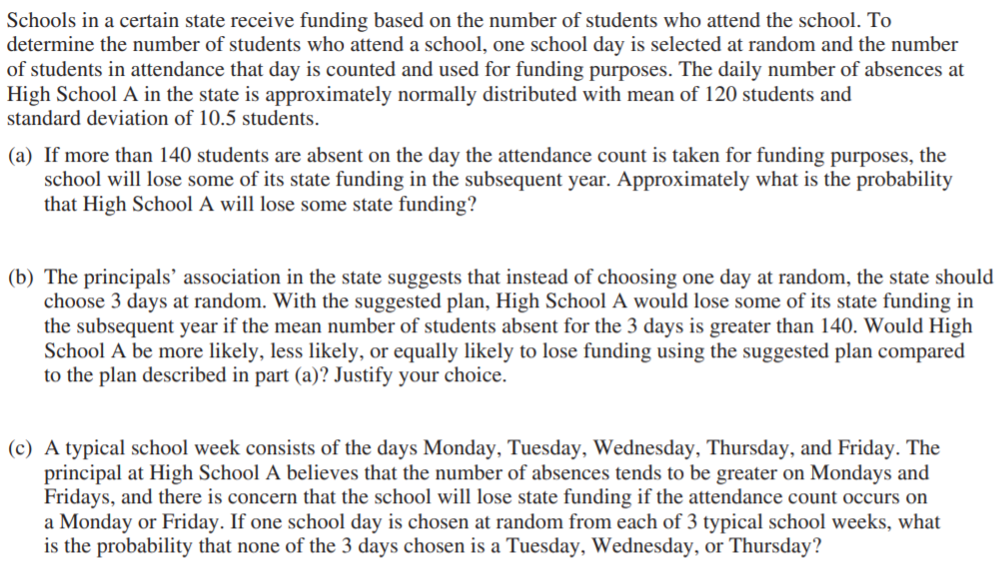 Schools in a certain state receive funding based on the number of students who attend the school. To
determine the number of students who attend a school, one school day is selected at random and the number
of students in attendance that day is counted and used for funding purposes. The daily number of absences at
High School A in the state is approximately normally distributed with mean of 120 students and
standard deviation of 10.5 students.
(a) If more than 140 students are absent on the day the attendance count is taken for funding purposes, the
school will lose some of its state funding in the subsequent year. Approximately what is the probability
that High School A will lose some state funding?
(b) The principals’ association in the state suggests that instead of choosing one day at random, the state should
choose 3 days at random. With the suggested plan, High School A would lose some of its state funding in
the subsequent year if the mean number of students absent for the 3 days is greater than 140. Would High
School A be more likely, less likely, or equally likely to lose funding using the suggested plan compared
to the plan described in part (a)? Justify your choice.
(c) A typical school week consists of the days Monday, Tuesday, Wednesday, Thursday, and Friday. The
principal at High School A believes that the number of absences tends to be greater on Mondays and
Fridays, and there is concern that the school will lose state funding if the attendance count occurs on
a Monday or Friday. If one school day is chosen at random from each of 3 typical school weeks, what
is the probability that none of the 3 days chosen is a Tuesday, Wednesday, or Thursday?